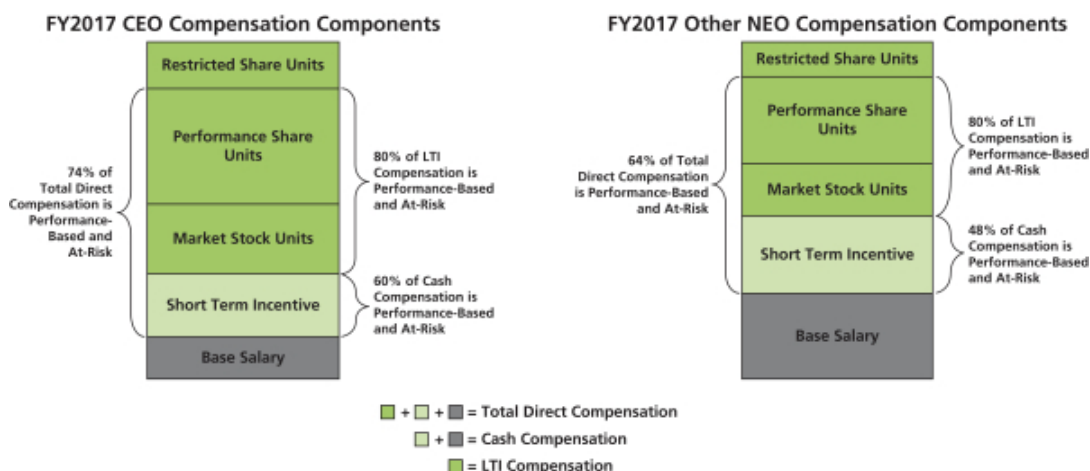 FY2017 CEO Compensation Components
Restricted Share Units
Performance Share
Units
Market Stock Units
Short Term Incentive
Base Salary
74% of
Total Direct
Compensation is
Performance-
Based and
At-Risk
80% of LTI
Compensation is
Performance-Based
and At-Risk
60% of Cash
Compensation is
Performance-Based
and At-Risk
FY2017 Other NEO Compensation Components
Restricted Share Units
Performance Share
Units
Market Stock Units
Short Term Incentive
Base Salary
64% of Total
Direct Compensation
is Performance-Based
and At-Risk
80% of LTI
Compensation is
Performance-Based
and At-Risk
48% of Cash
Compensation is
Performance-Based
and At-Risk
+ + = Total Direct Compensation
+ = Cash Compensation
= LTI Compensation